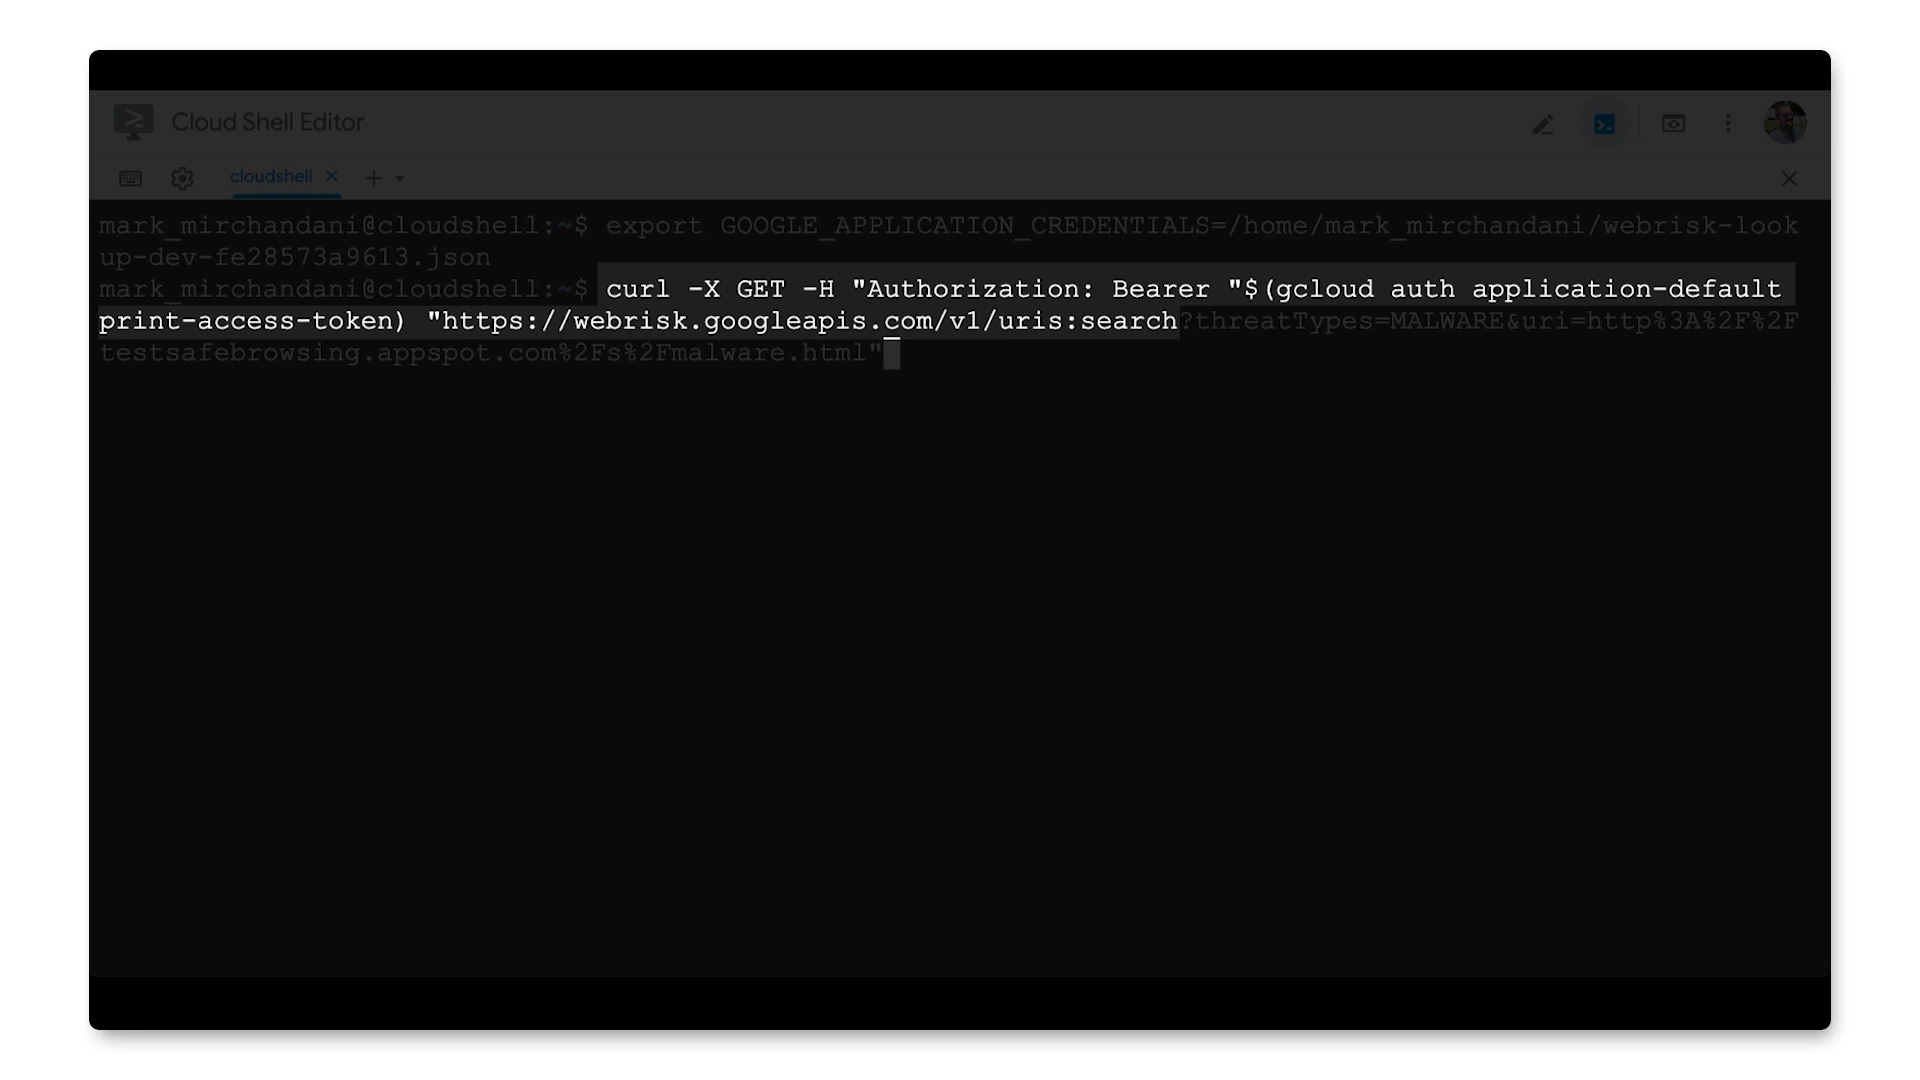 Cloud Shell Editor
cloudshell
mark_mirchandani@cloudshell:~$ export GOOGLE_APPLICATION_CREDENTIALS=/home/mark_mirchandani/webrisk-look
up-dev-fe28573a9613.json
mark_mirchandani@cloudshell:~$ curl -X GET -H "Authorization: Bearer "$(gcloud auth application-default
print-access-token) "https://webrisk.googleapis.com/v1/uris:search?threatTypes=MALWARE&uri=http%3A%2F%2F
testsafebrowsing.appspot.com%2Fs%2Fmalware.html"